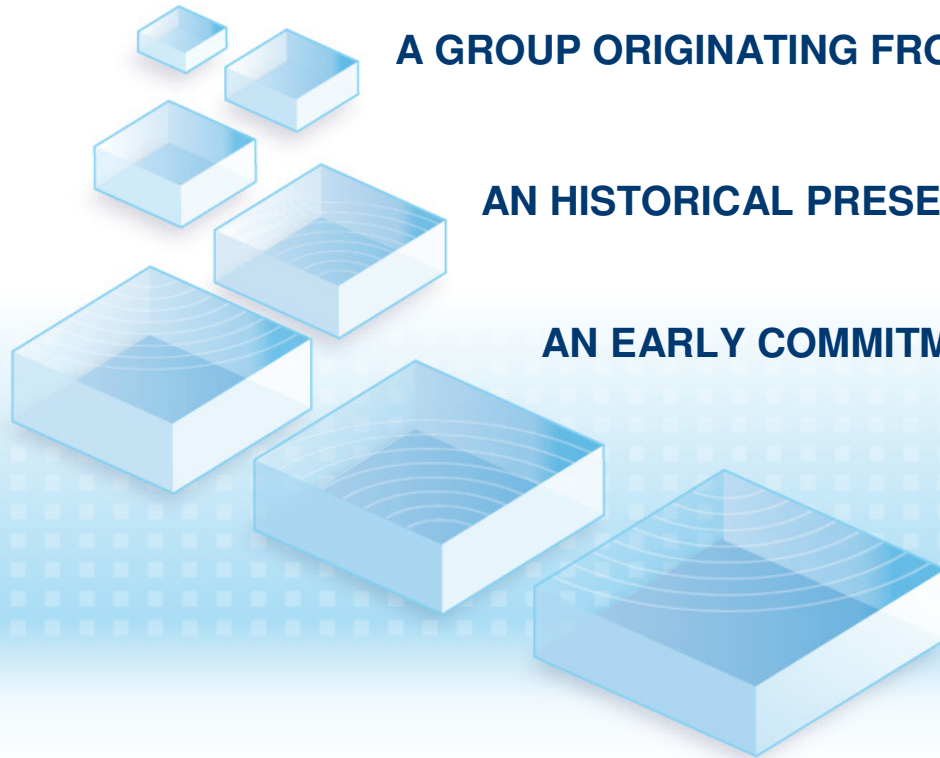 A GROUP ORIGINATING FRO
AN HISTORICAL PRESE
AN EARLY COMMITM